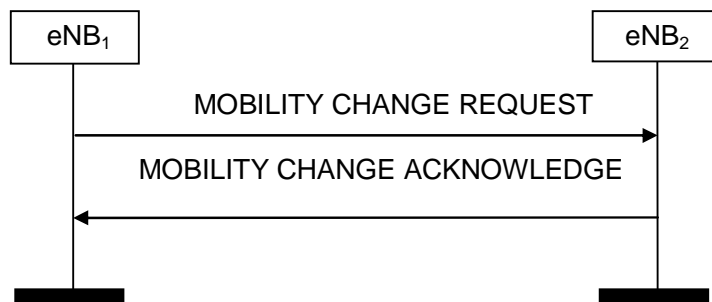 eNB₁
eNB₂
MOBILITY CHANGE REQUEST
MOBILITY CHANGE ACKNOWLEDGE